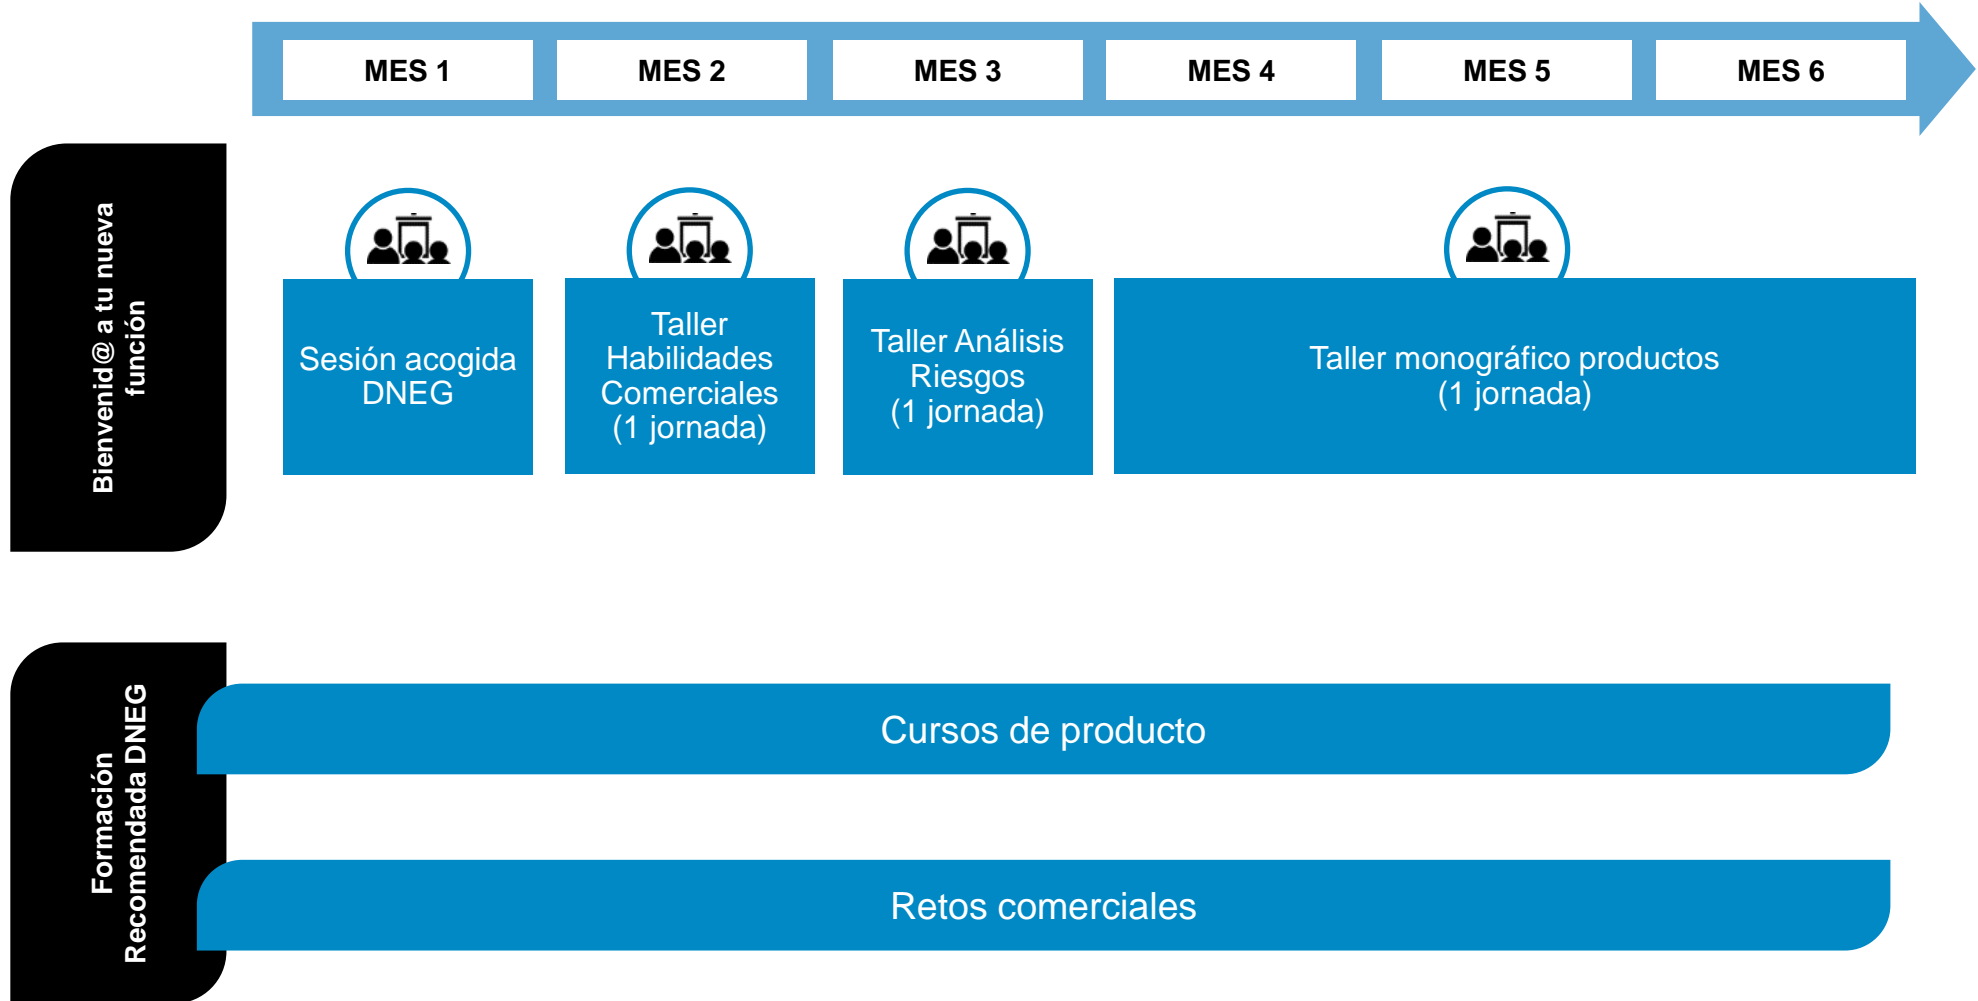 MES 1
MES 2
MES 3
MES 4
MES 5
MES 6
Bienvenid@ a tu nueva
función
Sesión acogida
DNEG
Taller
Habilidades
Comerciales
(1 jornada)
Taller Análisis
Riesgos
(1 jornada)
Taller monográfico productos
(1 jornada)
Formación
Recomendada DNEG
Cursos de producto
Retos comerciales